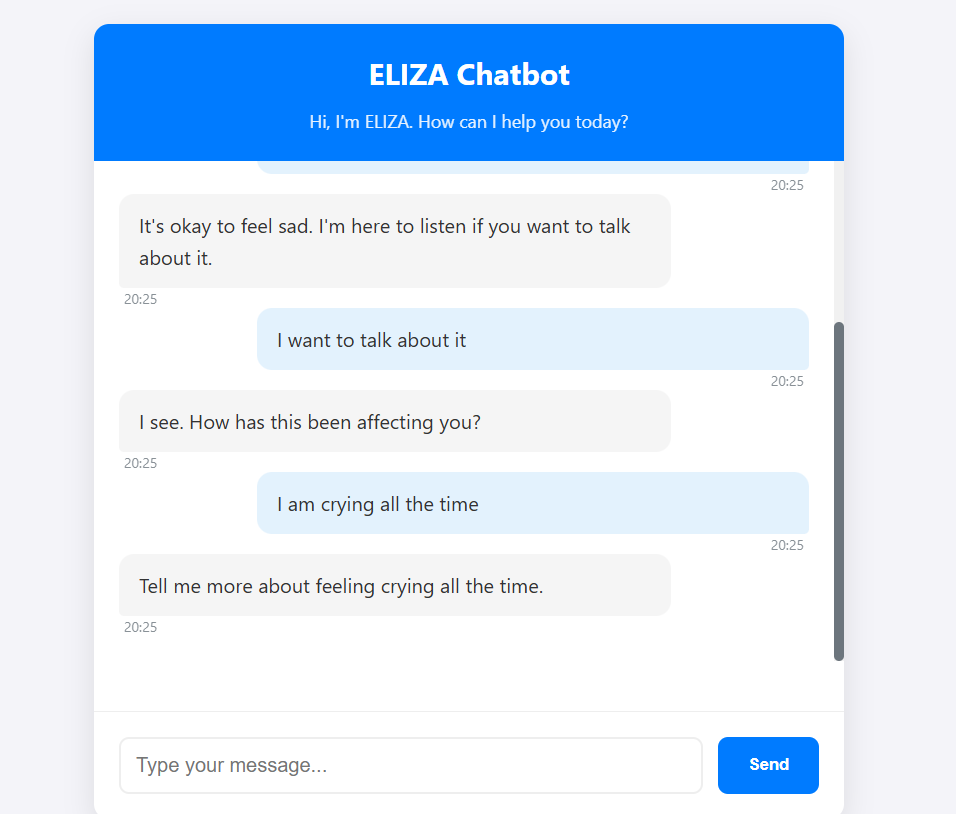 ELIZA Chatbot
Hi, I'm ELIZA. How can I help you today?
20:25
It's okay to feel sad. I'm here to listen if you want to talk
about it.
20:25
I want to talk about it
20:25
I see. How has this been affecting you?
20:25
I am crying all the time
20:25
Tell me more about feeling crying all the time.
20:25
Type your message...
Send